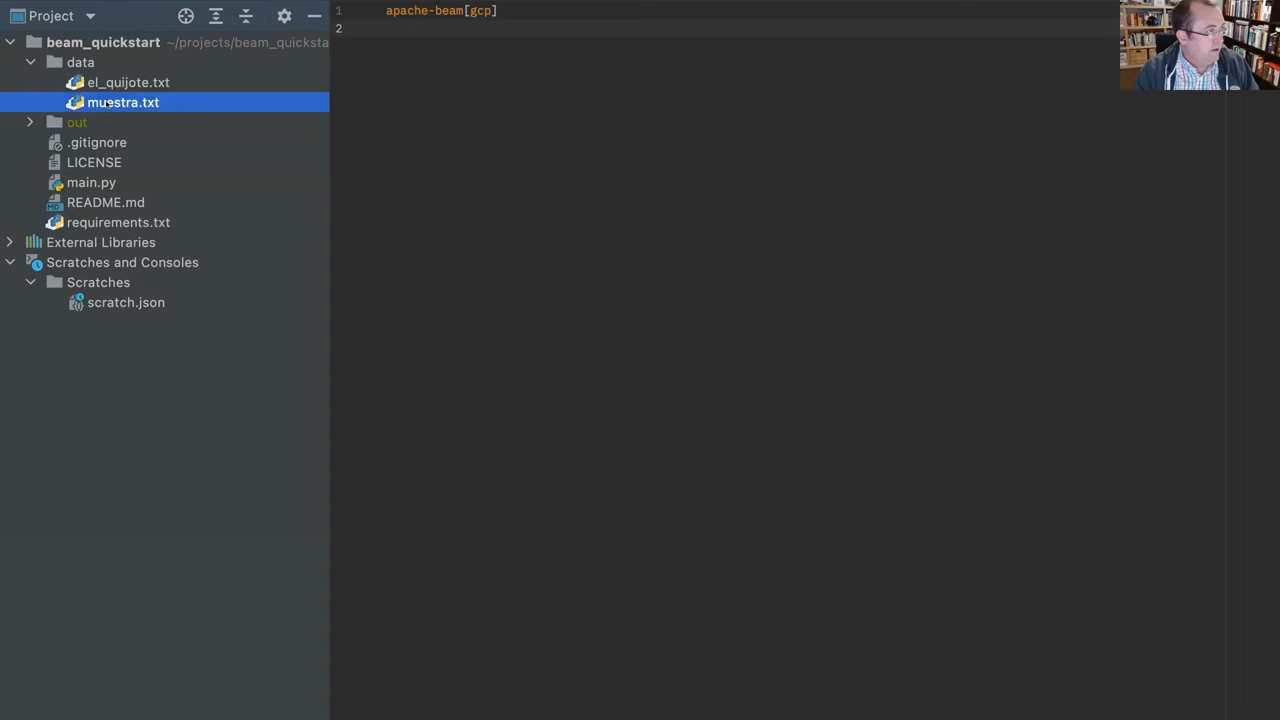 Project
beam_quickstart ~/projects/beam_quicksta
data
el_quijote.txt
muestra.txt
out
.gitignore
LICENSE
main.py
README.md
requirements.txt
External Libraries
Scratches and Consoles
Scratches
scratch.json
1 apache-beam[gcp]
2